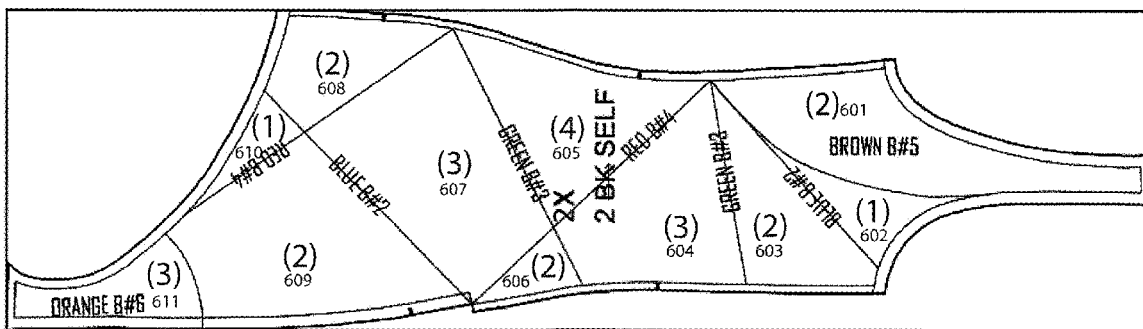 (2)
608
(1)
610
RED B#4
BLUE B#2
(3)
607
GREEN B#3
(4)
605
2X
2 BK- SELF
RED B#4
(2)
606
(3)
604
GREEN B#3
(2)
603
BLUE B#2
(2)601
BROWN B#5
(1)
602
(2)
609
(3)
611
ORANGE B#6